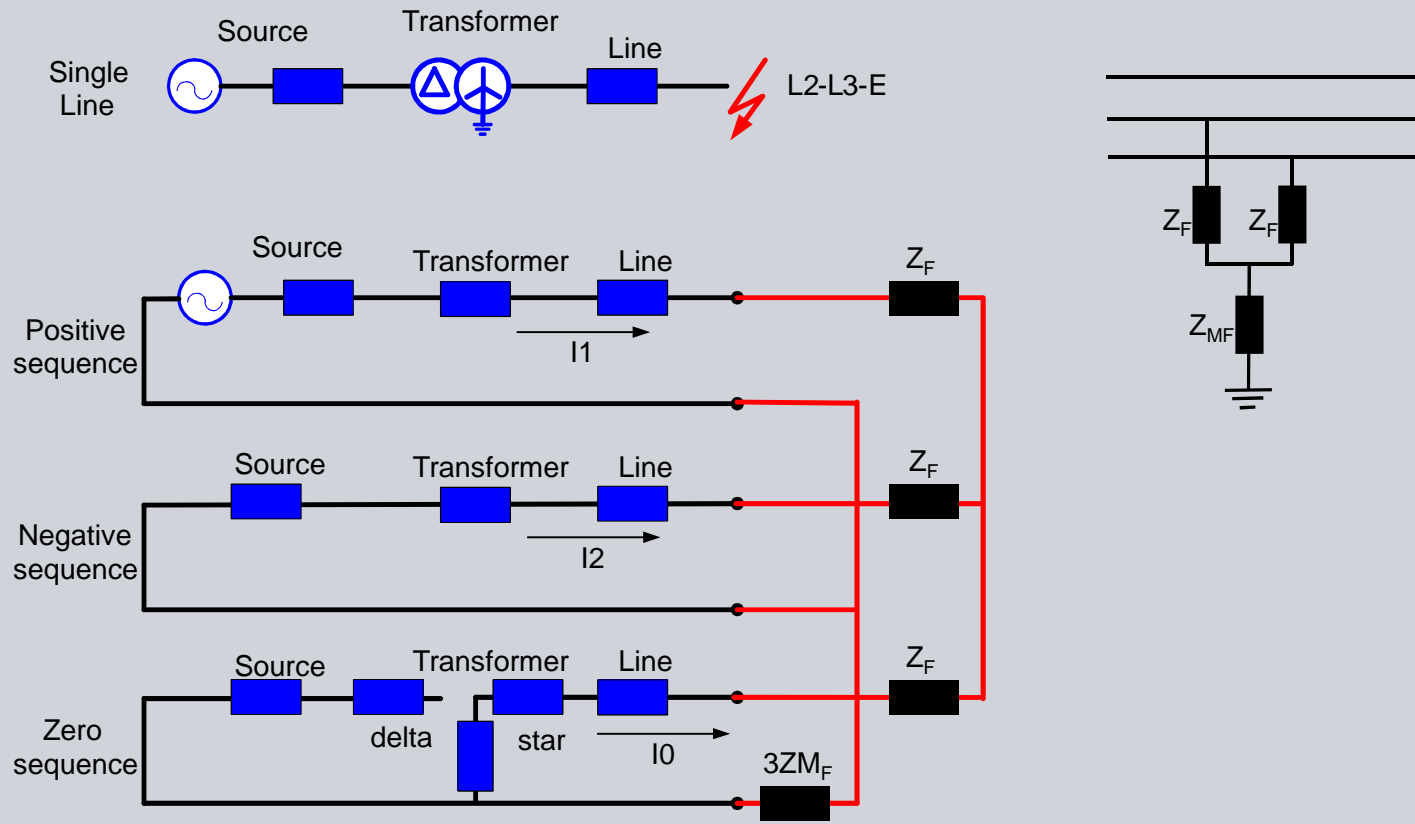 Source
Transformer
Line
Single
Line
L2-L3-E
Z_F
Z_F
Z_MF
Source
Transformer
Line
Z_F
Positive
sequence
I1
Source
Transformer
Line
Z_F
Negative
sequence
I2
Source
Transformer
Line
Z_F
Zero
sequence
delta
star
I0
3ZM_F